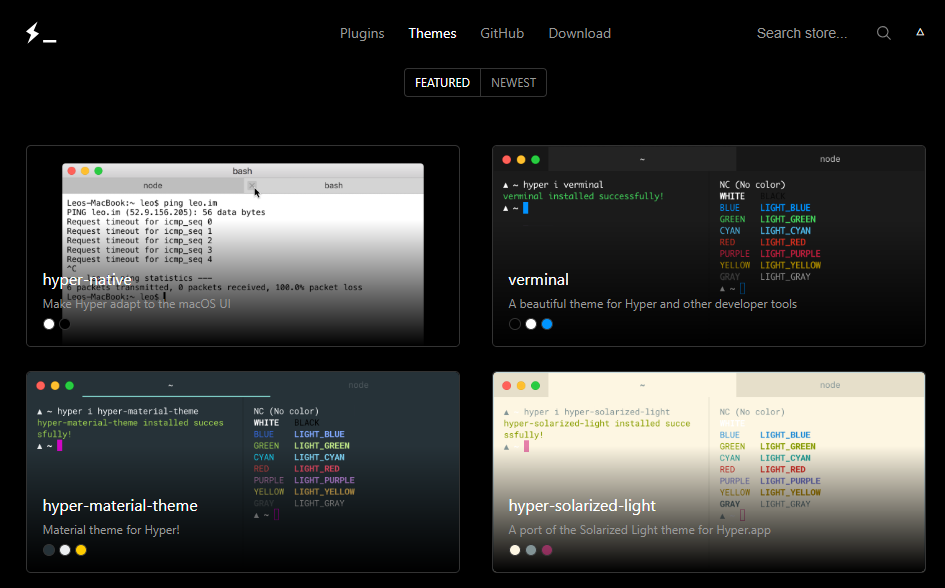 Plugins Themes GitHub Download Search store...
FEATURED NEWEST
bash
node bash
Leos-MacBook:~ leo$ ping leo.im
PING leo.im (52.9.156.205): 56 data bytes
Request timeout for icmp_seq 0
Request timeout for icmp_seq 1
Request timeout for icmp_seq 2
Request timeout for icmp_seq 3
Request timeout for icmp_seq 4
^C
ping statistics ---
6 packets transmitted, 0 packets received, 100.0% packet loss
Leos-MacBook:~ leo$
hyper-native
Make Hyper adapt to the macOS UI
~ node
▲ ~ hyper i verminal
verminal installed successfully!
▲ ~
NC (No color)
WHITE BLACK
BLUE LIGHT_BLUE
GREEN LIGHT_GREEN
CYAN LIGHT_CYAN
RED LIGHT_RED
PURPLE LIGHT_PURPLE
YELLOW LIGHT_YELLOW
GRAY LIGHT_GRAY
▲ ~
verminal
A beautiful theme for Hyper and other developer tools
~ node
▲ ~ hyper i hyper-material-theme
hyper-material-theme installed succes
sfully!
▲ ~
NC (No color)
WHITE BLACK
BLUE LIGHT_BLUE
GREEN LIGHT_GREEN
CYAN LIGHT_CYAN
RED LIGHT_RED
PURPLE LIGHT_PURPLE
YELLOW LIGHT_YELLOW
GRAY LIGHT_GRAY
▲ ~
hyper-material-theme
Material theme for Hyper!
~ node
▲ hyper i hyper-solarized-light
hyper-solarized-light installed succe
ssfully!
▲
NC (No color)
BLUE LIGHT_BLUE
GREEN LIGHT_GREEN
CYAN LIGHT_CYAN
RED LIGHT_RED
PURPLE LIGHT_PURPLE
YELLOW LIGHT_YELLOW
GRAY LIGHT_GRAY
▲
hyper-solarized-light
A port of the Solarized Light theme for Hyper.app